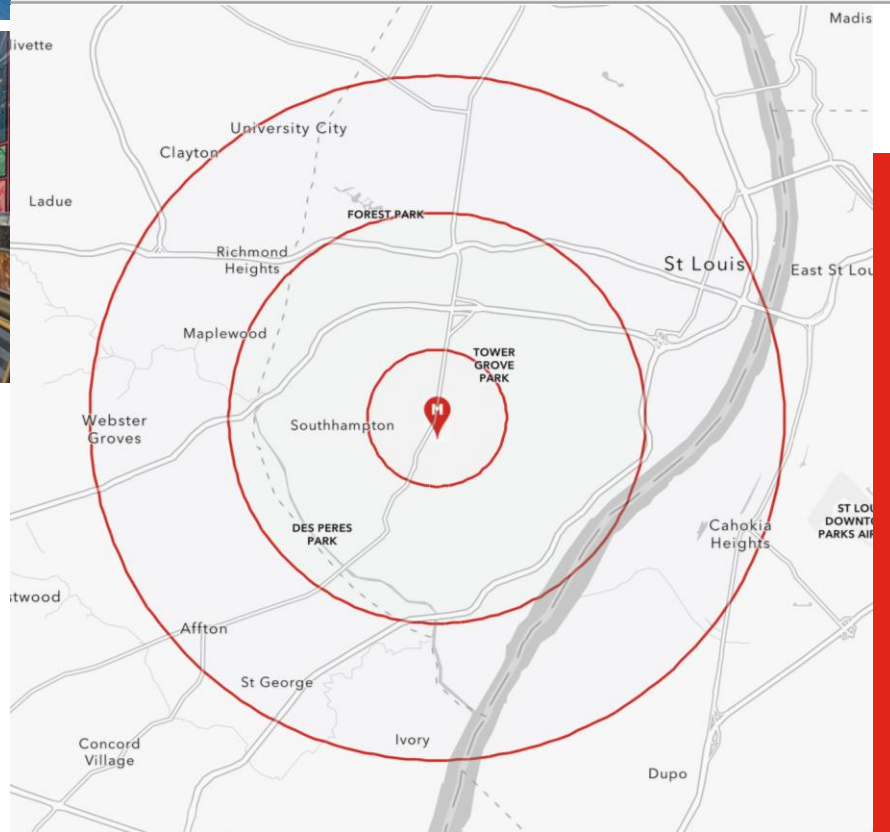 Madis
livette
University City
Clayton
Ladue
FOREST PARK
Richmond
Heights
St Louis
East St Lou
Maplewood
TOWER
GROVE
PARK
M
Webster
Groves
Southhampton
ST LOU
DOWNTO
PARKS AIR
DES PERES
PARK
Cahokia
Heights
stwood
Affton
St George
Ivory
Concord
Village
Dupo